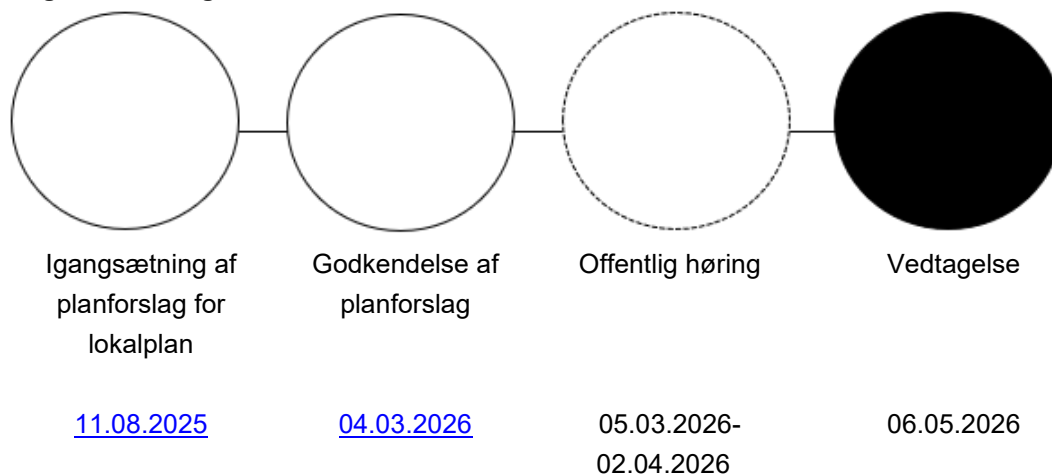 Igangsætning af
planforslag for
lokalplan
11.08.2025
Godkendelse af
planforslag
04.03.2026
Offentlig høring
05.03.2026-
02.04.2026
Vedtagelse
06.05.2026